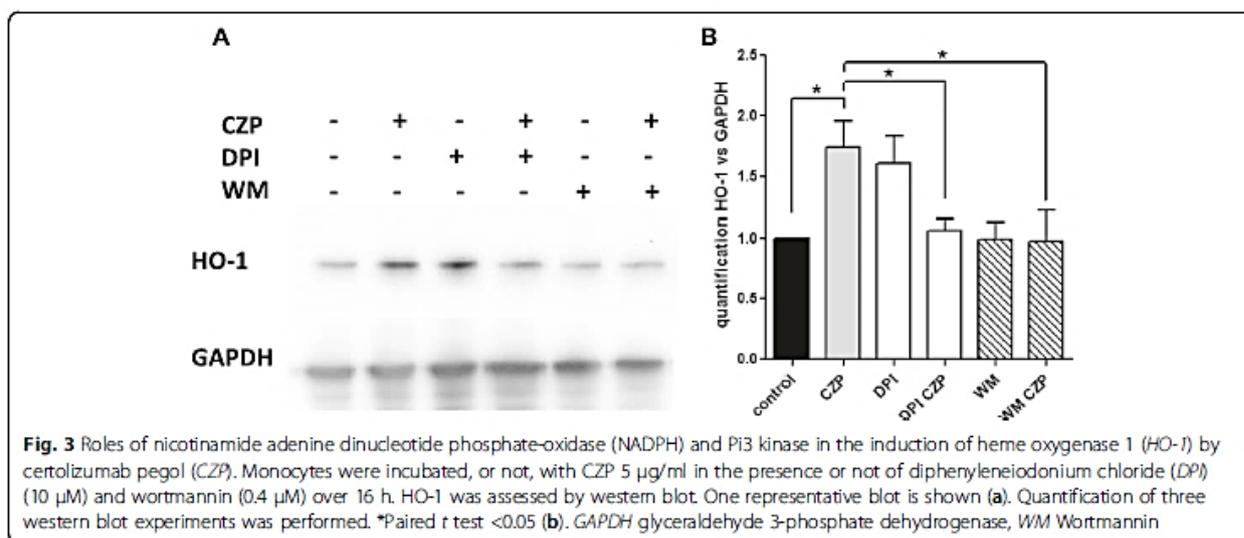 A
CZP - + - + - +
DPI - - + + - -
WM - - - - + +
HO-1
GAPDH
B
quantification HO-1 vs GAPDH
2.5
2.0
1.5
1.0
0.5
0.0
* * *
control CZP DPI DPI CZP WM WM CZP
Fig. 3 Roles of nicotinamide adenine dinucleotide phosphate-oxidase (NADPH) and Pi3 kinase in the induction of heme oxygenase 1 (HO-1) by
certolizumab pegol (CZP). Monocytes were incubated, or not, with CZP 5 μg/ml in the presence or not of diphenyleneiodonium chloride (DPI)
(10 μM) and wortmannin (0.4 μM) over 16 h. HO-1 was assessed by western blot. One representative blot is shown (a). Quantification of three
western blot experiments was performed. *Paired t test <0.05 (b). GAPDH glyceraldehyde 3-phosphate dehydrogenase, WM Wortmannin